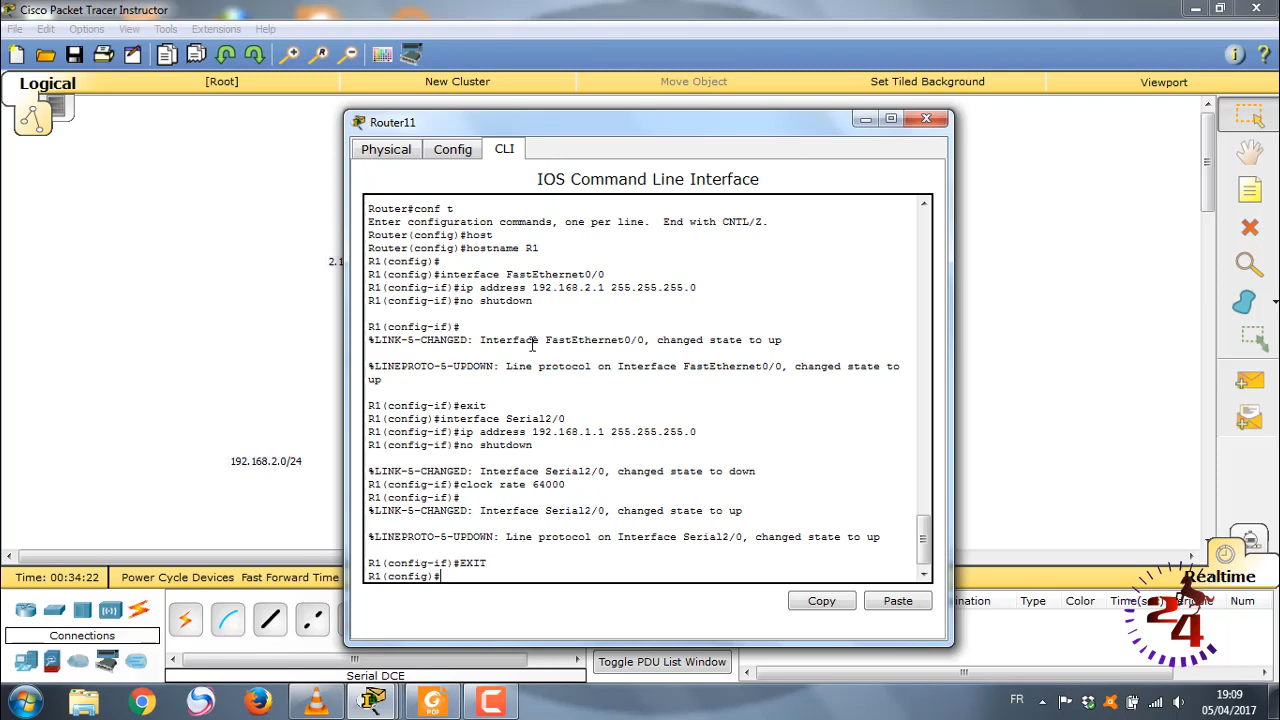 Cisco Packet Tracer Instructor
File Edit Options View Tools Extensions Help
Logical
[Root]
New Cluster
Move Object
Set Tiled Background
Viewport
Router11
Physical
Config
CLI
IOS Command Line Interface
Router#conf t
Enter configuration commands, one per line.  End with CNTL/Z.
Router(config)#host
Router(config)#hostname R1
R1(config)#
R1(config)#interface FastEthernet0/0
R1(config-if)#ip address 192.168.2.1 255.255.255.0
R1(config-if)#no shutdown
R1(config-if)#
%LINK-5-CHANGED: Interface FastEthernet0/0, changed state to up
%LINEPROTO-5-UPDOWN: Line protocol on Interface FastEthernet0/0, changed state to
up
R1(config-if)#exit
R1(config)#interface Serial2/0
R1(config-if)#ip address 192.168.1.1 255.255.255.0
R1(config-if)#no shutdown
%LINK-5-CHANGED: Interface Serial2/0, changed state to down
R1(config-if)#clock rate 64000
R1(config-if)#
%LINK-5-CHANGED: Interface Serial2/0, changed state to up
%LINEPROTO-5-UPDOWN: Line protocol on Interface Serial2/0, changed state to up
R1(config-if)#EXIT
R1(config)#
Copy
Paste
2.1
192.168.2.0/24
Time: 00:34:22
Power Cycle Devices Fast Forward Time
Realtime
Type Color Time(sec) Num
Connections
Serial DCE
Toggle PDU List Window
24
FR
19:09
05/04/2017